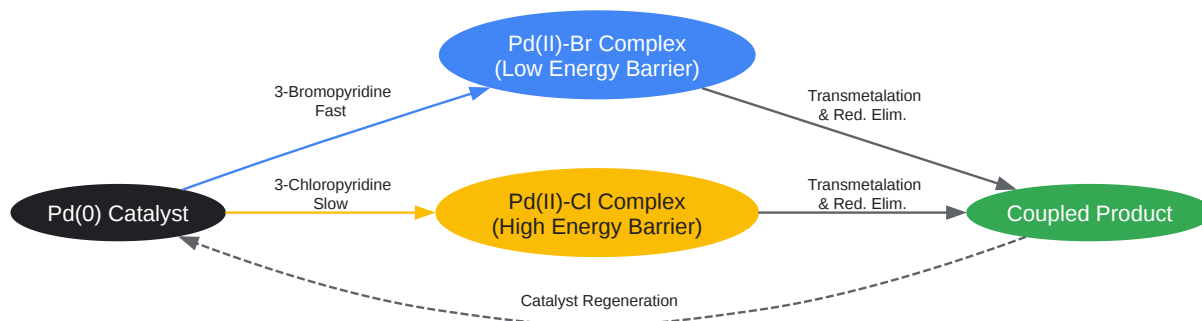 Pd(II)-Br Complex
(Low Energy Barrier)
3-Bromopyridine
Fast
Transmetalation
& Red. Elim.
Pd(0) Catalyst
3-Chloropyridine
Slow
Pd(II)-Cl Complex
(High Energy Barrier)
Transmetalation
& Red. Elim.
Coupled Product
Catalyst Regeneration